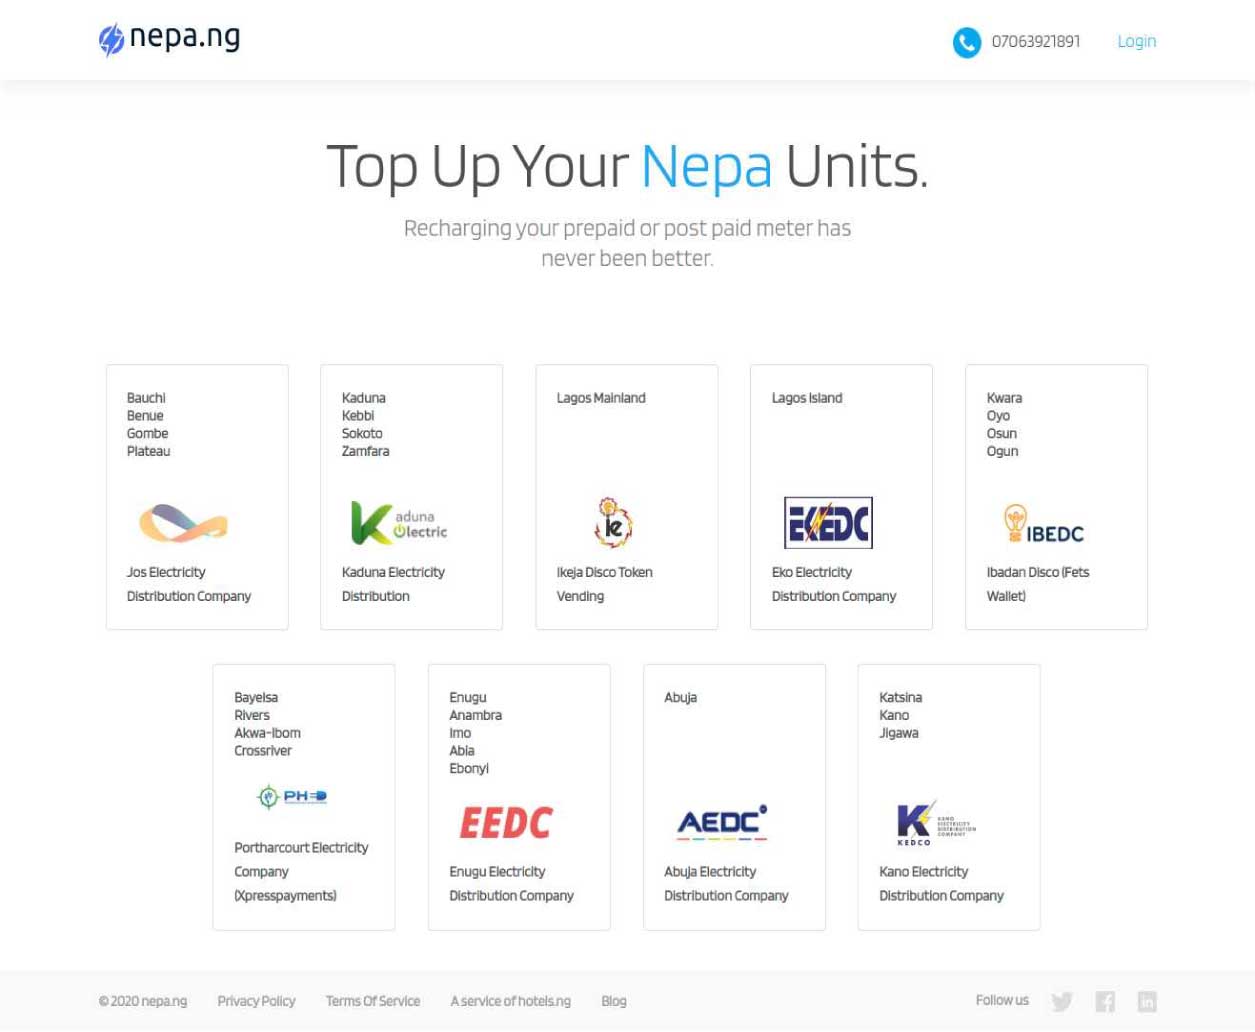 nepa.ng
07063921891
Login
Top Up Your Nepa Units.
Recharging your prepaid or post paid meter has
never been better.
Bauchi
Benue
Gombe
Plateau
Jos Electricity
Distribution Company
Kaduna
Kebbi
Sokoto
Zamfara
Kaduna
Electric
Kaduna Electricity
Distribution
Lagos Mainland
ie
Ikeja Disco Token
Vending
Lagos Island
EKEDC
Eko Electricity
Distribution Company
Kwara
Oyo
Osun
Ogun
IBEDC
Ibadan Disco (Fets
Wallet)
Bayelsa
Rivers
Akwa-Ibom
Crossriver
PHED
Portharcourt Electricity
Company
(Xpresspayments)
Enugu
Anambra
Imo
Abia
Ebonyi
EEDC
Enugu Electricity
Distribution Company
Abuja
AEDC
Abuja Electricity
Distribution Company
Katsina
Kano
Jigawa
K
KEDCO
KANO
ELECTRICITY
DISTRIBUTION
COMPANY
Kano Electricity
Distribution Company
© 2020 nepa.ng
Privacy Policy
Terms Of Service
A service of hotels.ng
Blog
Follow us